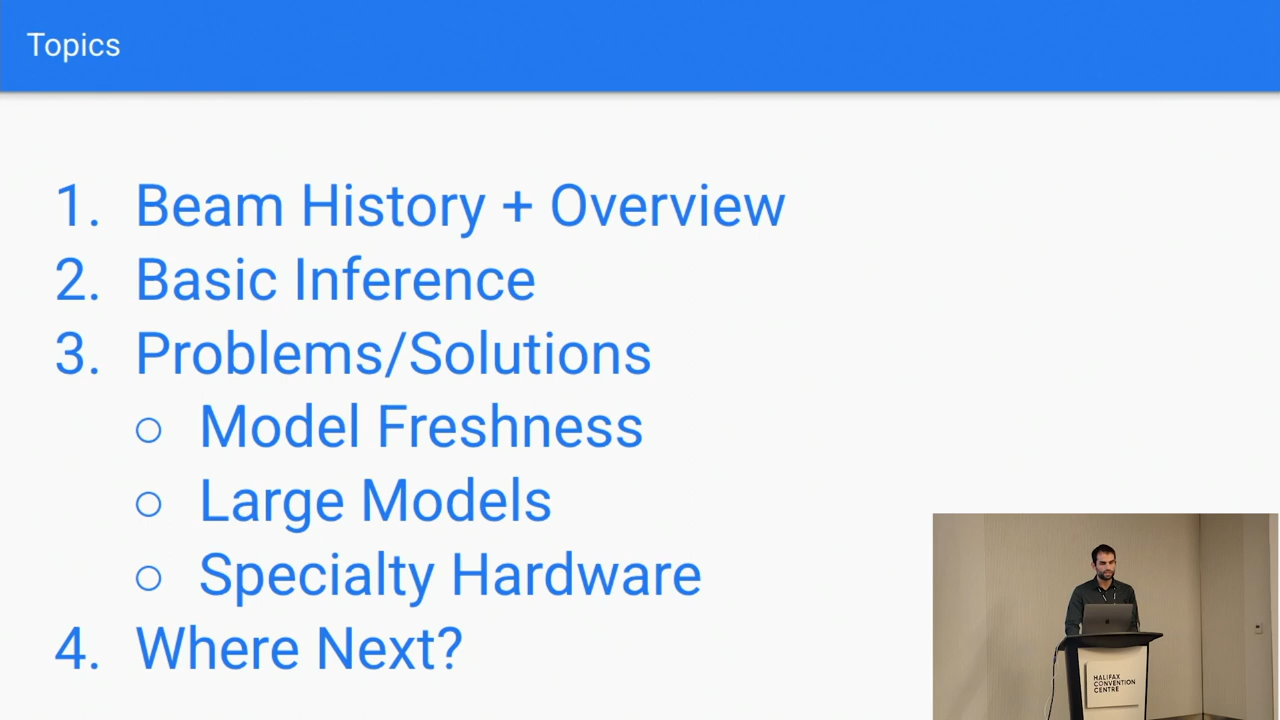 Topics
1. Beam History + Overview
2. Basic Inference
3. Problems/Solutions
○ Model Freshness
○ Large Models
○ Specialty Hardware
4. Where Next?
HALIFAX
CONVENTION
CENTRE